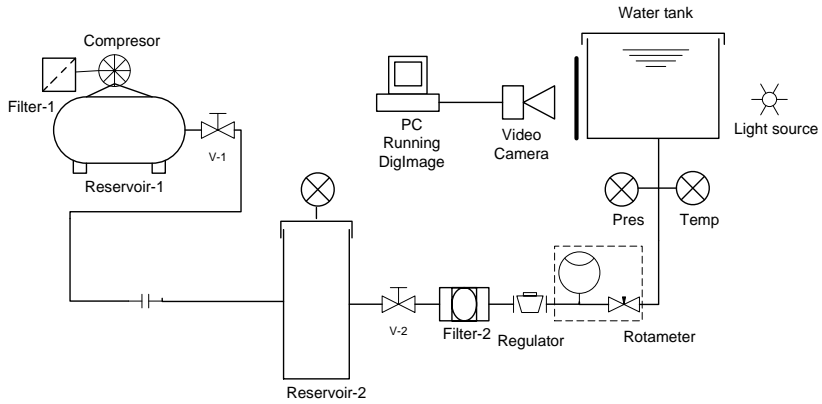 Water tank
Compresor
Filter-1
V-1
Reservoir-1
PC
Running
DigImage
Video
Camera
Light source
Pres
Temp
V-2
Filter-2
Regulator
Rotameter
Reservoir-2